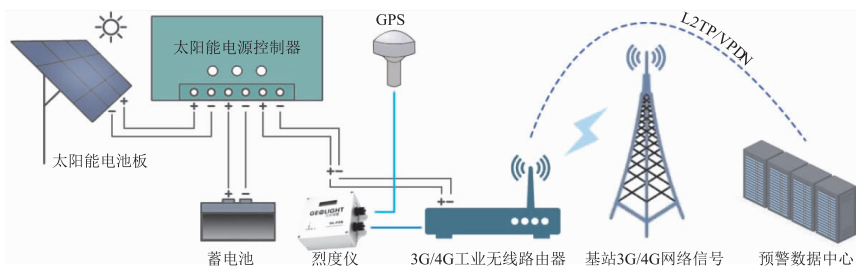 GPS
L2TP/VPDN
太阳能电源控制器
- +
+ - + - + -
太阳能电池板
+ -
+ -
+ -
GEOLIGHT
蓄电池
烈度仪
3G/4G工业无线路由器
基站3G/4G网络信号
预警数据中心